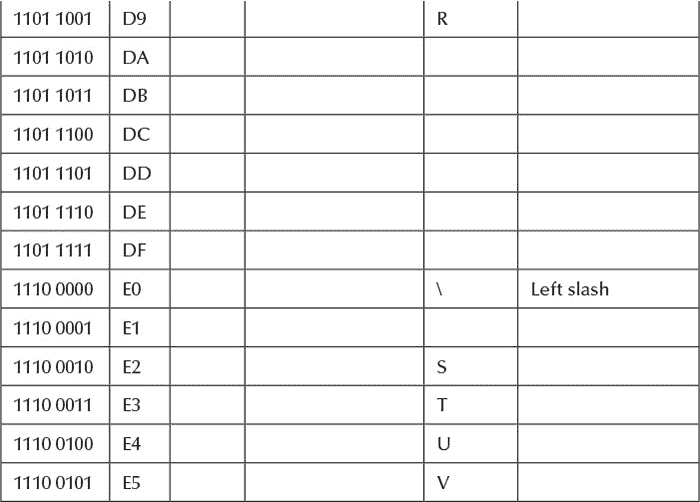 1101 1001 D9 R
1101 1010 DA
1101 1011 DB
1101 1100 DC
1101 1101 DD
1101 1110 DE
1101 1111 DF
1110 0000 E0 \ Left slash
1110 0001 E1
1110 0010 E2 S
1110 0011 E3 T
1110 0100 E4 U
1110 0101 E5 V